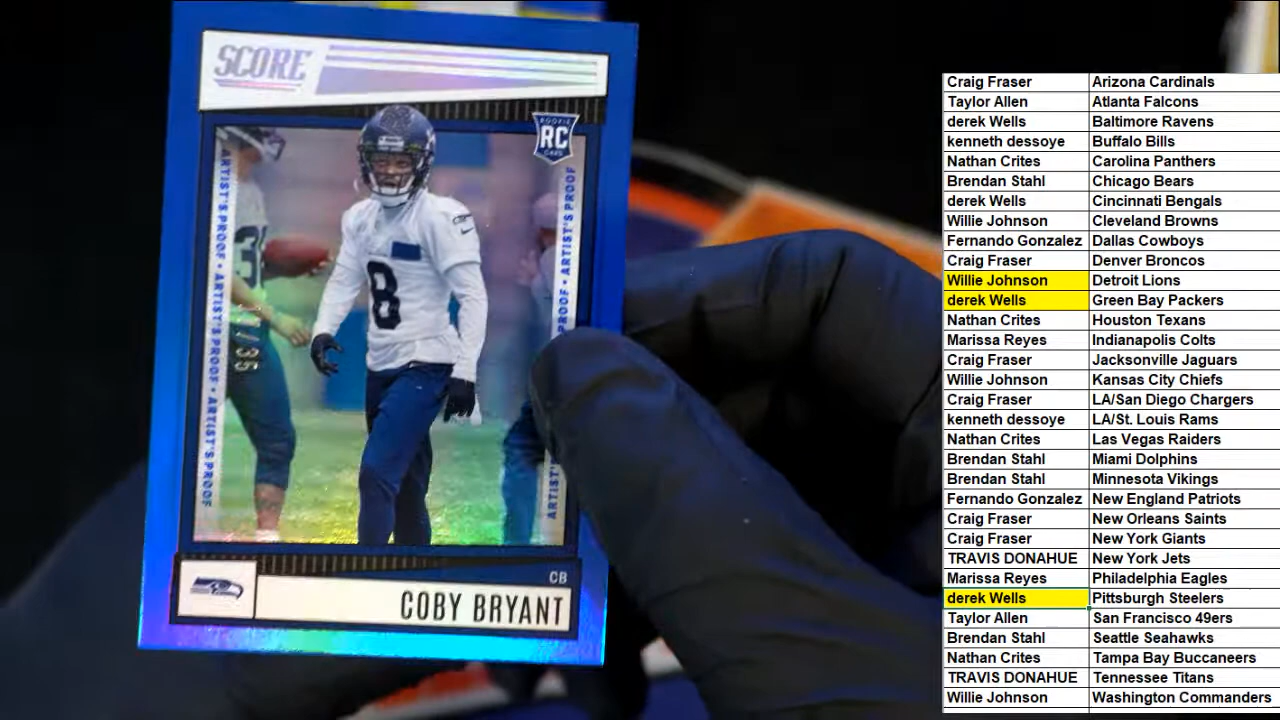 SCORE
ROOKIE
RC
CARD
ARTIST'S PROOF • ARTIST'S PROOF • ARTIST'S PROOF
ARTIST'S PROOF
PROOF • ARTIST'S PROOF
ARTIST'
/ 35
8
CB
COBY BRYANT
Craig Fraser Arizona Cardinals
Taylor Allen Atlanta Falcons
derek Wells Baltimore Ravens
kenneth dessoye Buffalo Bills
Nathan Crites Carolina Panthers
Brendan Stahl Chicago Bears
derek Wells Cincinnati Bengals
Willie Johnson Cleveland Browns
Fernando Gonzalez Dallas Cowboys
Craig Fraser Denver Broncos
Willie Johnson Detroit Lions
derek Wells Green Bay Packers
Nathan Crites Houston Texans
Marissa Reyes Indianapolis Colts
Craig Fraser Jacksonville Jaguars
Willie Johnson Kansas City Chiefs
Craig Fraser LA/San Diego Chargers
kenneth dessoye LA/St. Louis Rams
Nathan Crites Las Vegas Raiders
Brendan Stahl Miami Dolphins
Brendan Stahl Minnesota Vikings
Fernando Gonzalez New England Patriots
Craig Fraser New Orleans Saints
Craig Fraser New York Giants
TRAVIS DONAHUE New York Jets
Marissa Reyes Philadelphia Eagles
derek Wells Pittsburgh Steelers
Taylor Allen San Francisco 49ers
Brendan Stahl Seattle Seahawks
Nathan Crites Tampa Bay Buccaneers
TRAVIS DONAHUE Tennessee Titans
Willie Johnson Washington Commanders